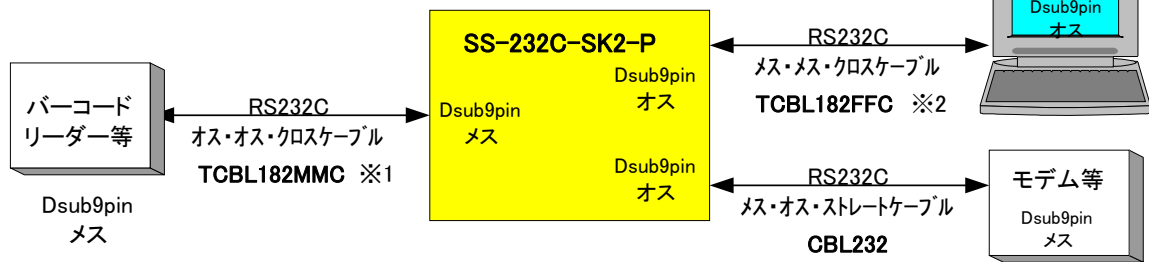 バーコード
リーダー等
Dsub9pin
メス
RS232C
オス・オス・クロスケーブル
TCBL182MMC ※1
SS-232C-SK2-P
Dsub9pin
メス
Dsub9pin
オス
Dsub9pin
オス
RS232C
メス・メス・クロスケーブル
TCBL182FFC ※2
Dsub9pin
オス
RS232C
メス・オス・ストレートケーブル
CBL232
モデム等
Dsub9pin
メス